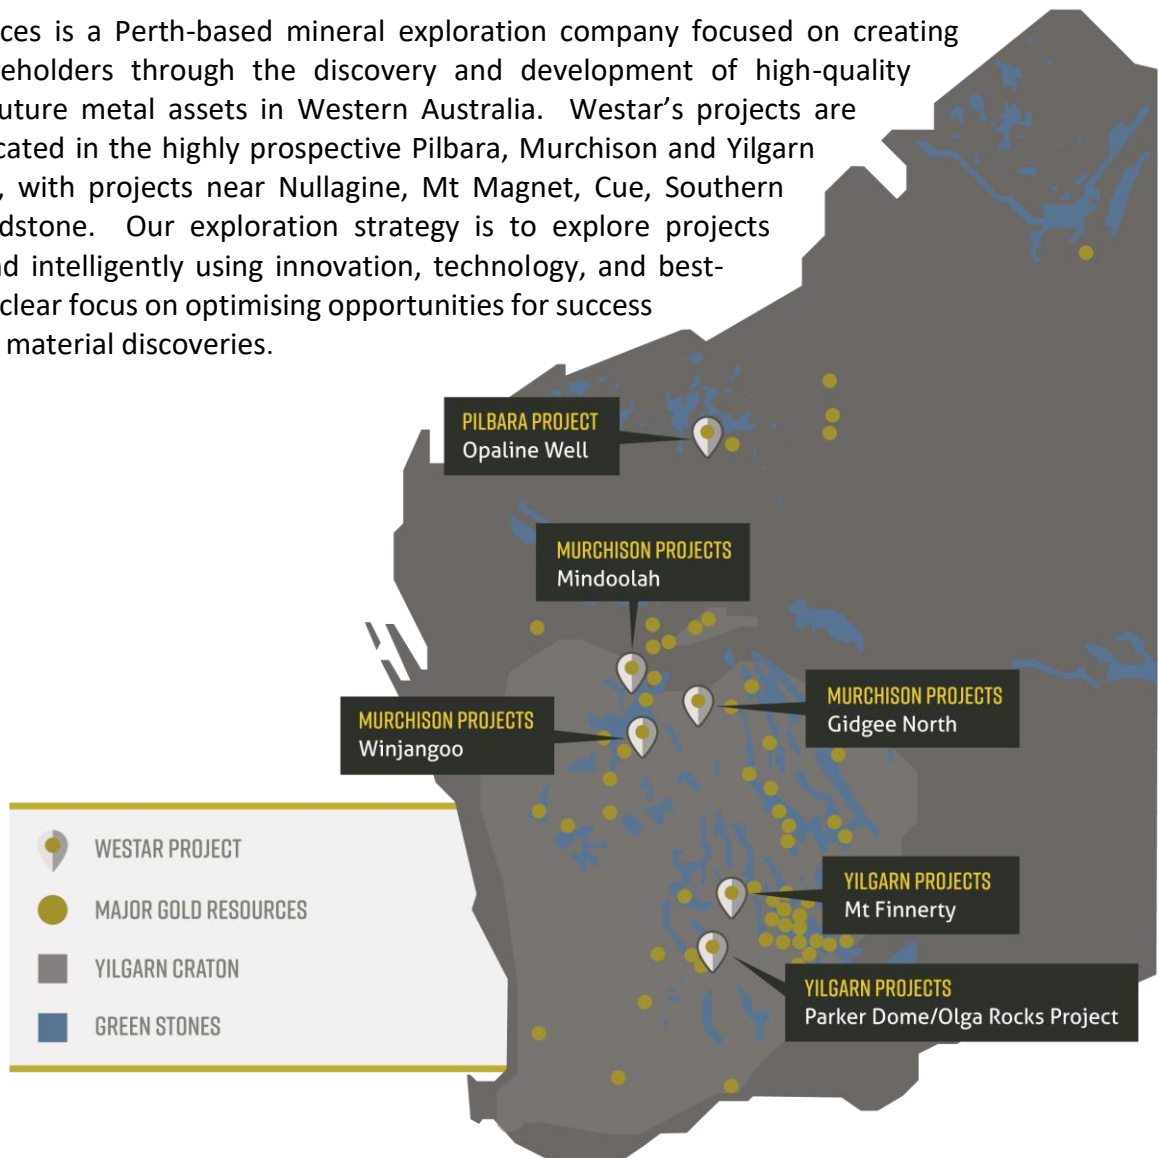 ces is a Perth-based mineral exploration company focused on creating
eholders through the discovery and development of high-quality
uture metal assets in Western Australia. Westar’s projects are
cated in the highly prospective Pilbara, Murchison and Yilgarn
, with projects near Nullagine, Mt Magnet, Cue, Southern
dstone. Our exploration strategy is to explore projects
nd intelligently using innovation, technology, and best-
clear focus on optimising opportunities for success
material discoveries.
PILBARA PROJECT
Opaline Well
MURCHISON PROJECTS
Mindoolah
MURCHISON PROJECTS
Gidgee North
MURCHISON PROJECTS
Winjangoo
WESTAR PROJECT
MAJOR GOLD RESOURCES
YILGARN CRATON
GREEN STONES
YILGARN PROJECTS
Mt Finnerty
YILGARN PROJECTS
Parker Dome/Olga Rocks Project